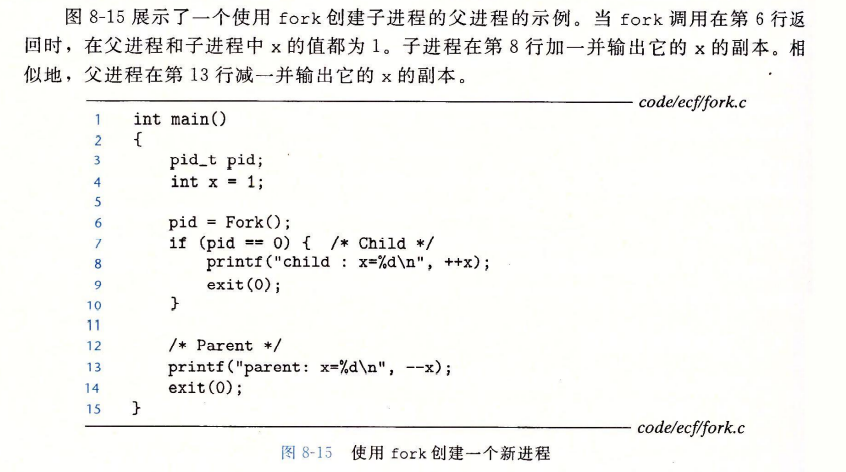 图 8-15 展示了一个使用 fork 创建子进程的父进程的示例。当 fork 调用在第 6 行返
回时，在父进程和子进程中 x 的值都为 1。子进程在第 8 行加一并输出它的 x 的副本。相
似地，父进程在第 13 行减一并输出它的 x 的副本。
code/ecf/fork.c
1 int main()
2 {
3 pid_t pid;
4 int x = 1;
5
6 pid = Fork();
7 if (pid == 0) { /* Child */
8 printf("child : x=%d\n", ++x);
9 exit(0);
10 }
11
12 /* Parent */
13 printf("parent: x=%d\n", --x);
14 exit(0);
15 }
code/ecf/fork.c
图 8-15 使用 fork 创建一个新进程